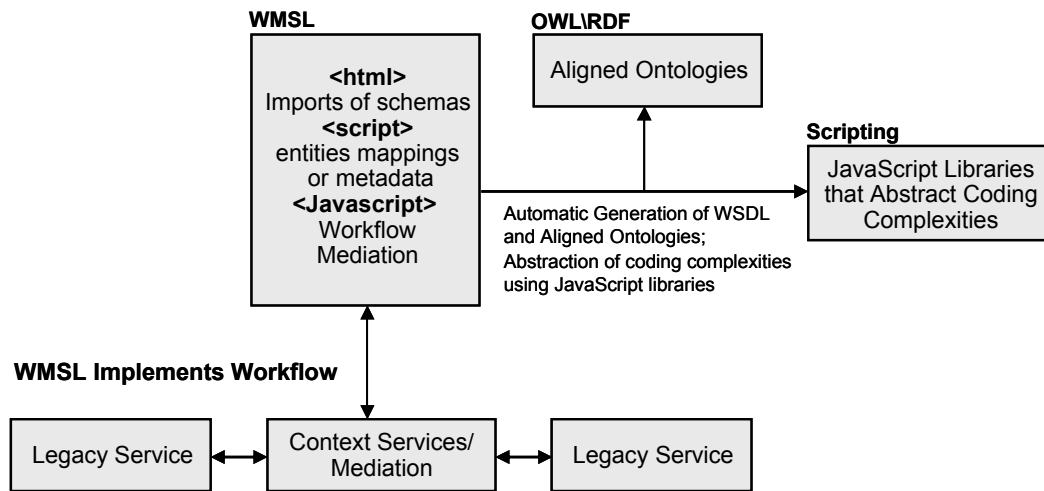 WMSL
<html>
Imports of schemas
<script>
entities mappings
or metadata
<Javascript>
Workflow
Mediation
OWL\RDF
Aligned Ontologies
Scripting
JavaScript Libraries
that Abstract Coding
Complexities
Automatic Generation of WSDL
and Aligned Ontologies;
Abstraction of coding complexities
using JavaScript libraries
WMSL Implements Workflow
Legacy Service
Context Services/
Mediation
Legacy Service